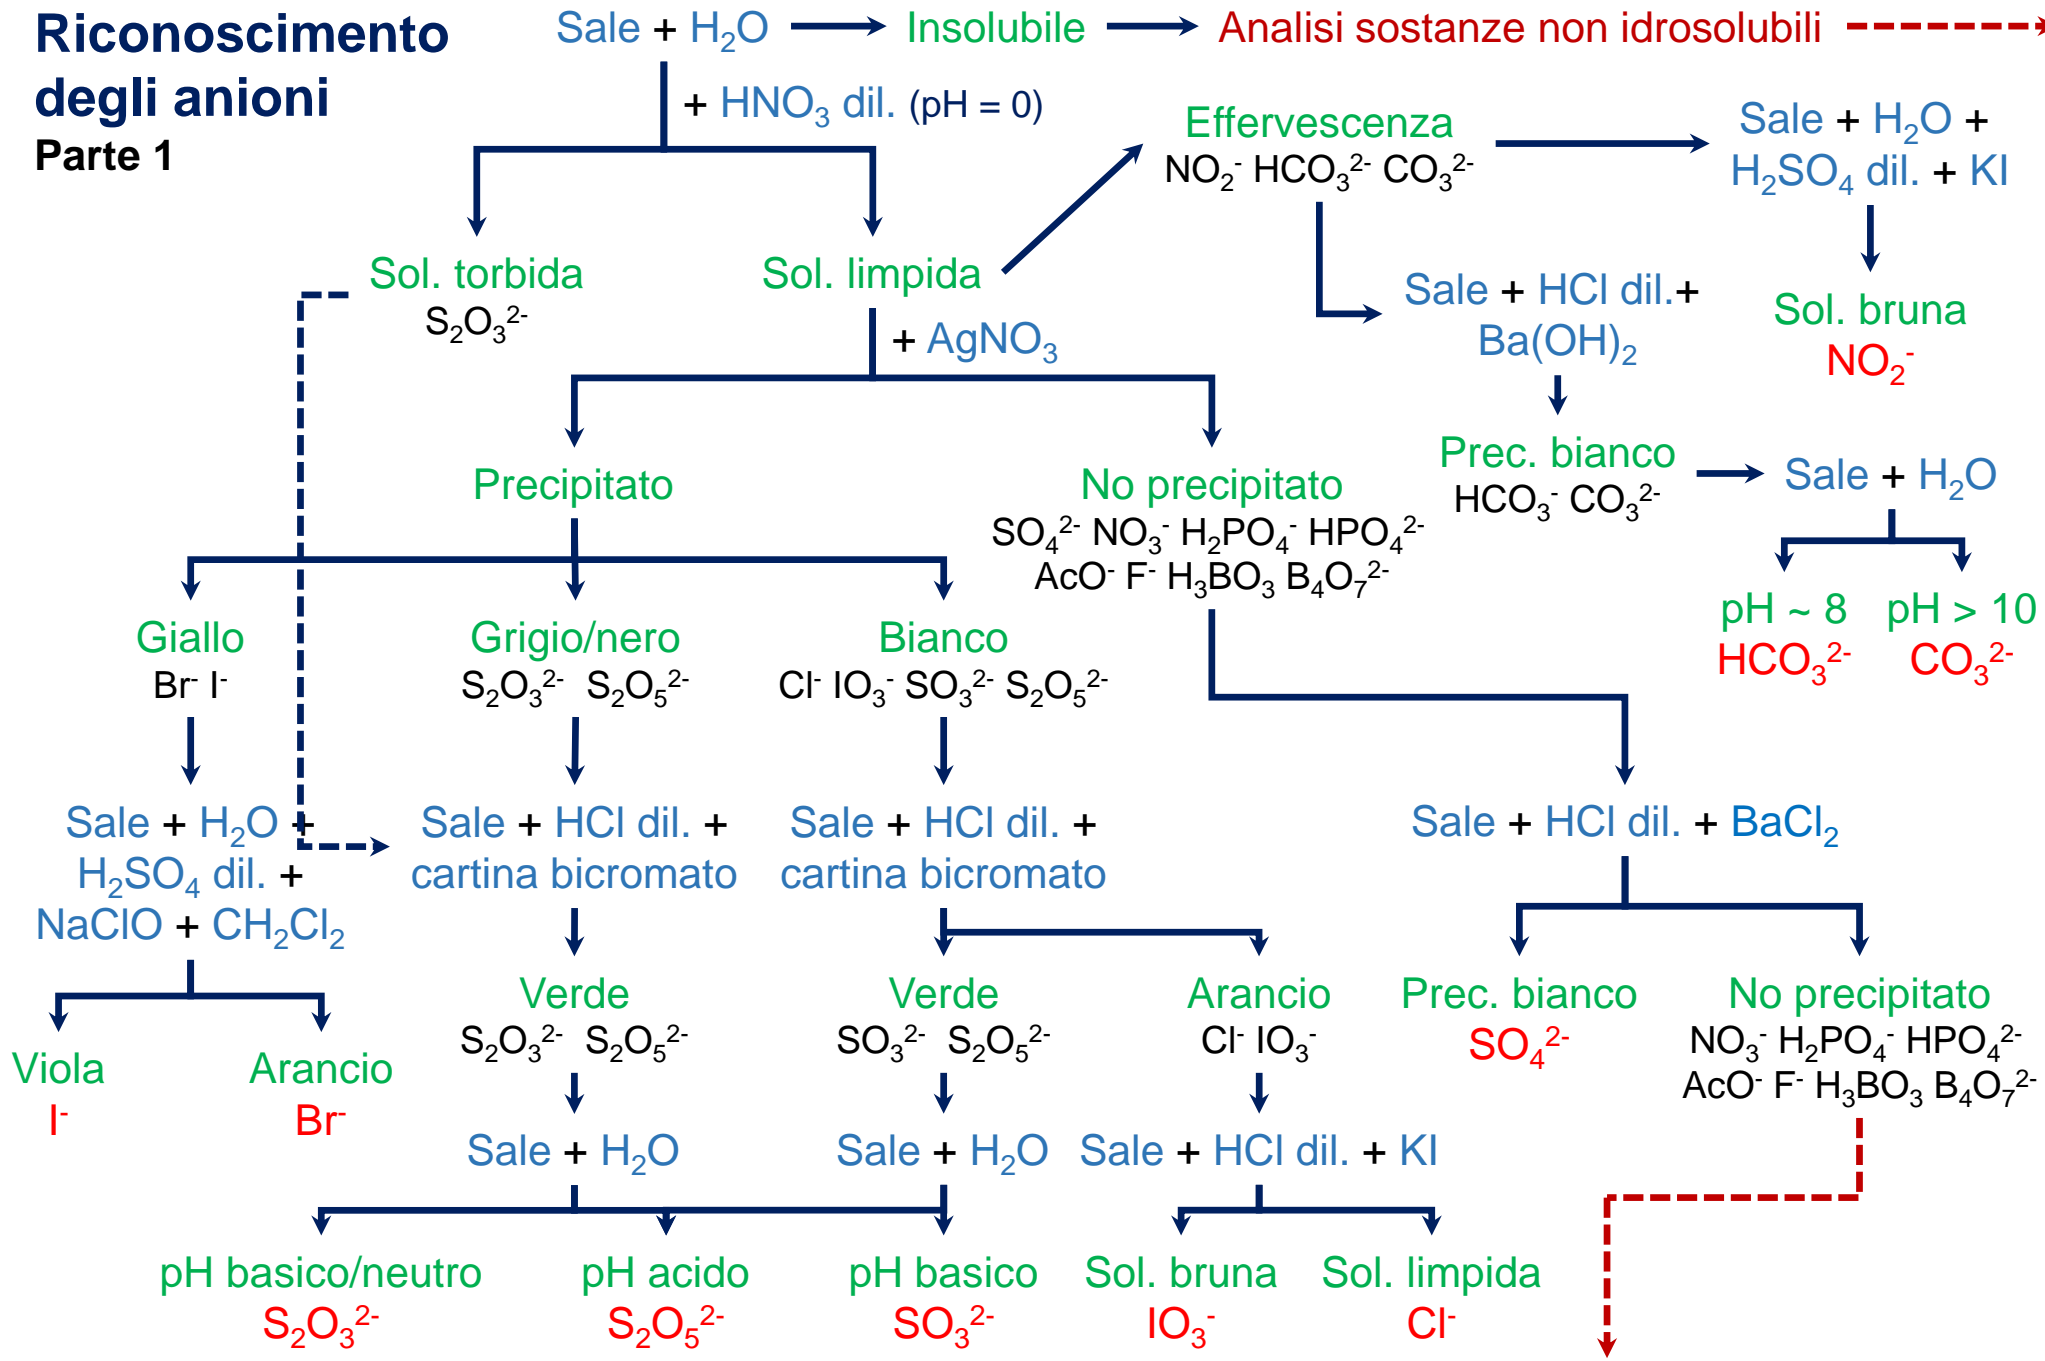 Riconoscimento
degli anioni
Parte 1
Sale + H₂O
Insolubile
Analisi sostanze non idrosolubili
+ HNO₃ dil. (pH = 0)
Effervescenza
NO₂⁻ HCO₃²⁻ CO₃²⁻
Sale + H₂O +
H₂SO₄ dil. + KI
Sol. torbida
S₂O₃²⁻
Sol. limpida
Sale + HCl dil.+
Ba(OH)₂
Sol. bruna
NO₂⁻
+ AgNO₃
Precipitato
No precipitato
SO₄²⁻ NO₃⁻ H₂PO₄⁻ HPO₄²⁻
AcO⁻ F⁻ H₃BO₃ B₄O₇²⁻
Prec. bianco
HCO₃⁻ CO₃²⁻
Sale + H₂O
pH ~ 8
HCO₃²⁻
pH > 10
CO₃²⁻
Giallo
Br⁻ I⁻
Grigio/nero
S₂O₃²⁻ S₂O₅²⁻
Bianco
Cl⁻ IO₃⁻ SO₃²⁻ S₂O₅²⁻
Sale + H₂O +
H₂SO₄ dil. +
NaClO + CH₂Cl₂
Sale + HCl dil. +
cartina bicromato
Sale + HCl dil. +
cartina bicromato
Sale + HCl dil. + BaCl₂
Viola
I⁻
Arancio
Br⁻
Verde
S₂O₃²⁻ S₂O₅²⁻
Verde
SO₃²⁻ S₂O₅²⁻
Arancio
Cl⁻ IO₃⁻
Prec. bianco
SO₄²⁻
No precipitato
NO₃⁻ H₂PO₄⁻ HPO₄²⁻
AcO⁻ F⁻ H₃BO₃ B₄O₇²⁻
Sale + H₂O
Sale + H₂O
Sale + HCl dil. + KI
pH basico/neutro
S₂O₃²⁻
pH acido
S₂O₅²⁻
pH basico
SO₃²⁻
Sol. bruna
IO₃⁻
Sol. limpida
Cl⁻